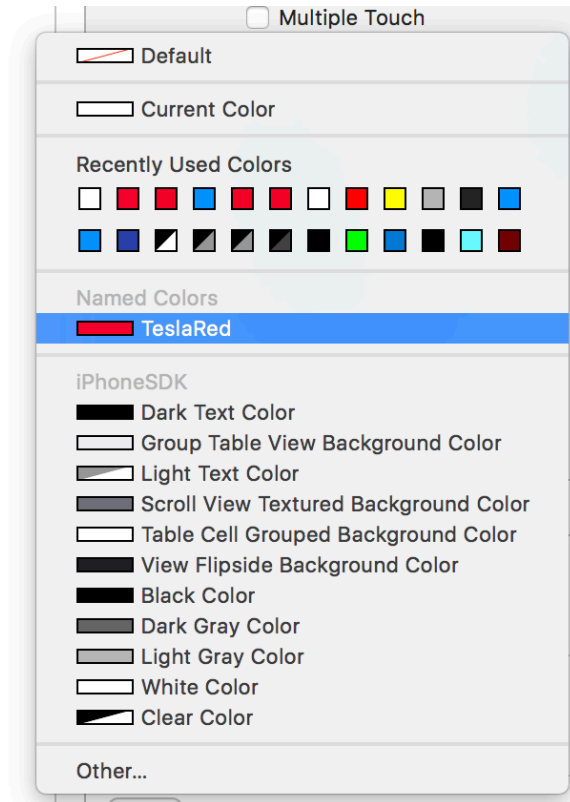 Multiple Touch
Default
Current Color
Recently Used Colors
Named Colors
TeslaRed
iPhoneSDK
Dark Text Color
Group Table View Background Color
Light Text Color
Scroll View Textured Background Color
Table Cell Grouped Background Color
View Flipside Background Color
Black Color
Dark Gray Color
Light Gray Color
White Color
Clear Color
Other...